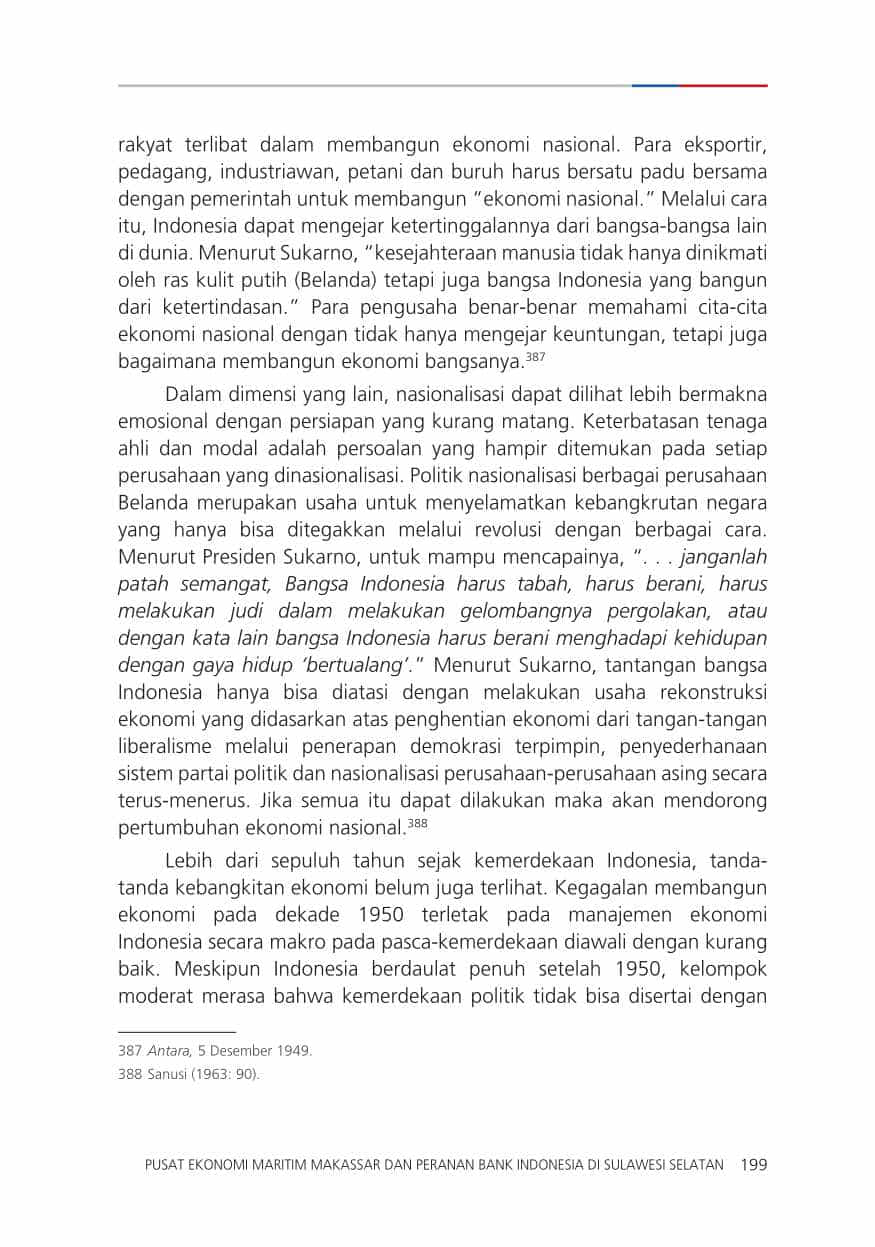 rakyat terlibat dalam membangun ekonomi nasional. Para eksportir,
pedagang, industriawan, petani dan buruh harus bersatu padu bersama
dengan pemerintah untuk membangun “ekonomi nasional.” Melalui cara
itu, Indonesia dapat mengejar ketertinggalannya dari bangsa-bangsa lain
di dunia. Menurut Sukarno, “kesejahteraan manusia tidak hanya dinikmati
oleh ras kulit putih (Belanda) tetapi juga bangsa Indonesia yang bangun
dari ketertindasan.” Para pengusaha benar-benar memahami cita-cita
ekonomi nasional dengan tidak hanya mengejar keuntungan, tetapi juga
bagaimana membangun ekonomi bangsanya.387
Dalam dimensi yang lain, nasionalisasi dapat dilihat lebih bermakna
emosional dengan persiapan yang kurang matang. Keterbatasan tenaga
ahli dan modal adalah persoalan yang hampir ditemukan pada setiap
perusahaan yang dinasionalisasi. Politik nasionalisasi berbagai perusahaan
Belanda merupakan usaha untuk menyelamatkan kebangkrutan negara
yang hanya bisa ditegakkan melalui revolusi dengan berbagai cara.
Menurut Presiden Sukarno, untuk mampu mencapainya, “. . . janganlah
patah semangat, Bangsa Indonesia harus tabah, harus berani, harus
melakukan judi dalam melakukan gelombangnya pergolakan, atau
dengan kata lain bangsa Indonesia harus berani menghadapi kehidupan
dengan gaya hidup ‘bertualang’.” Menurut Sukarno, tantangan bangsa
Indonesia hanya bisa diatasi dengan melakukan usaha rekonstruksi
ekonomi yang didasarkan atas penghentian ekonomi dari tangan-tangan
liberalisme melalui penerapan demokrasi terpimpin, penyederhanaan
sistem partai politik dan nasionalisasi perusahaan-perusahaan asing secara
terus-menerus. Jika semua itu dapat dilakukan maka akan mendorong
pertumbuhan ekonomi nasional.388
Lebih dari sepuluh tahun sejak kemerdekaan Indonesia, tanda-
tanda kebangkitan ekonomi belum juga terlihat. Kegagalan membangun
ekonomi pada dekade 1950 terletak pada manajemen ekonomi
Indonesia secara makro pada pasca-kemerdekaan diawali dengan kurang
baik. Meskipun Indonesia berdaulat penuh setelah 1950, kelompok
moderat merasa bahwa kemerdekaan politik tidak bisa disertai dengan
387 Antara, 5 Desember 1949.
388 Sanusi (1963: 90).
PUSAT EKONOMI MARITIM MAKASSAR DAN PERANAN BANK INDONESIA DI SULAWESI SELATAN 199